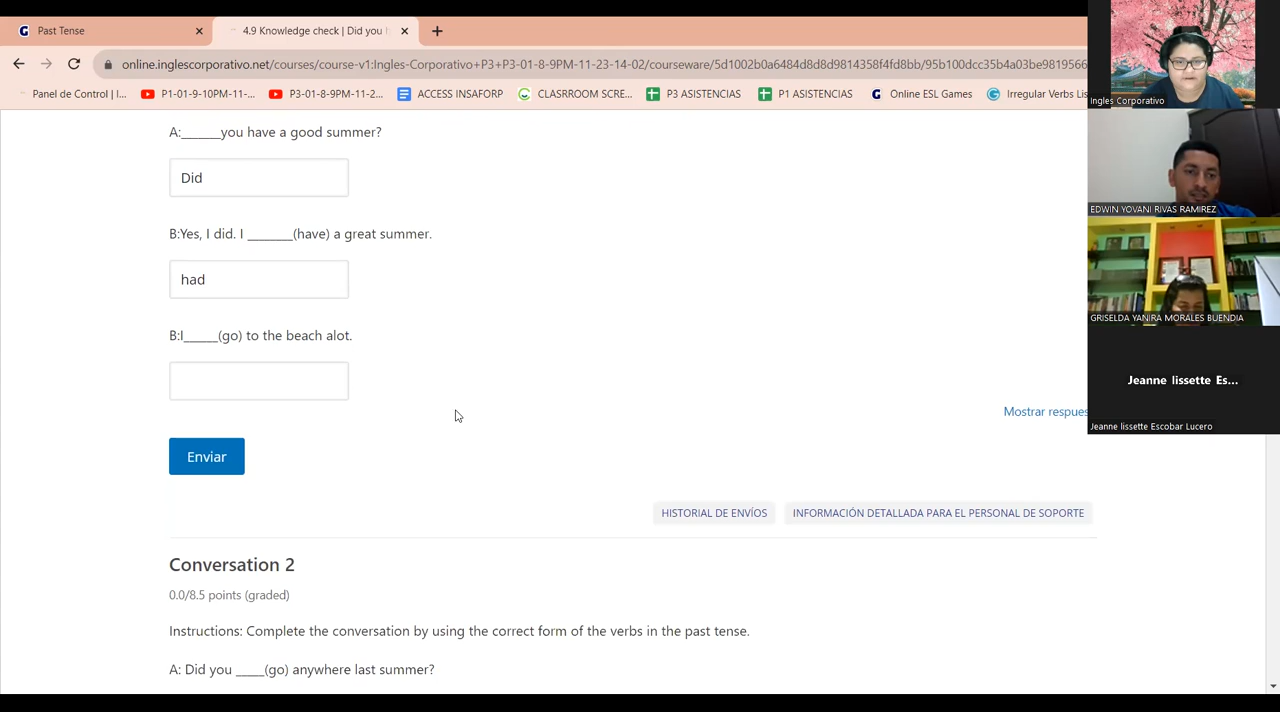 Past Tense
4.9 Knowledge check | Did you
online.inglescorporativo.net/courses/course-v1:Ingles-Corporativo+P3+P3-01-8-9PM-11-23-14-02/courseware/5d1002b0a6484d8d8d9814358f4fd8bb/95b100dcc35b4a03be9819566
Panel de Control | I...
P1-01-9-10PM-11-...
P3-01-8-9PM-11-2...
ACCESS INSAFORP
CLASRROOM SCRE...
P3 ASISTENCIAS
P1 ASISTENCIAS
Online ESL Games
Irregular Verbs Lis
A:______you have a good summer?
Did
B:Yes, I did. I _______(have) a great summer.
had
B:I_____(go) to the beach alot.
Mostrar respues
Enviar
HISTORIAL DE ENVÍOS
INFORMACIÓN DETALLADA PARA EL PERSONAL DE SOPORTE
Conversation 2
0.0/8.5 points (graded)
Instructions: Complete the conversation by using the correct form of the verbs in the past tense.
A: Did you ____(go) anywhere last summer?
Ingles Corporativo
EDWIN YOVANI RIVAS RAMIREZ
GRISELDA YANIRA MORALES BUENDIA
Jeanne lissette Es...
Jeanne lissette Escobar Lucero